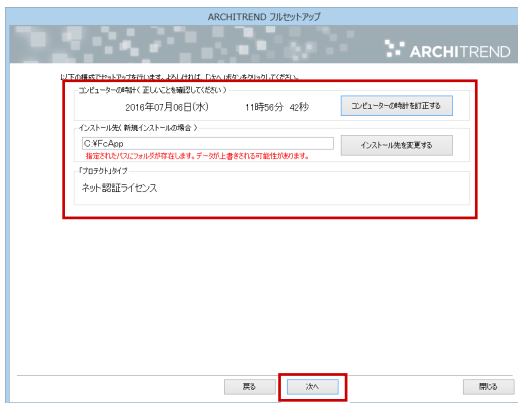 ARCHITREND フルセットアップ
ARCHITREND
以下の構成でセットアップを行います。よろしければ、「次へ」ボタンをクリックしてください。
コンピューターの時計（ 正しいことを確認してください ）
2016年07月06日(水) 11時56分 42秒 コンピューターの時計を訂正する
インストール先（ 新規インストールの場合 ）
C:¥FcApp インストール先を変更する
指定されたパスにフォルダが存在します。データが上書きされる可能性があります。
「プロテクト」タイプ
ネット認証ライセンス
戻る 次へ 閉じる